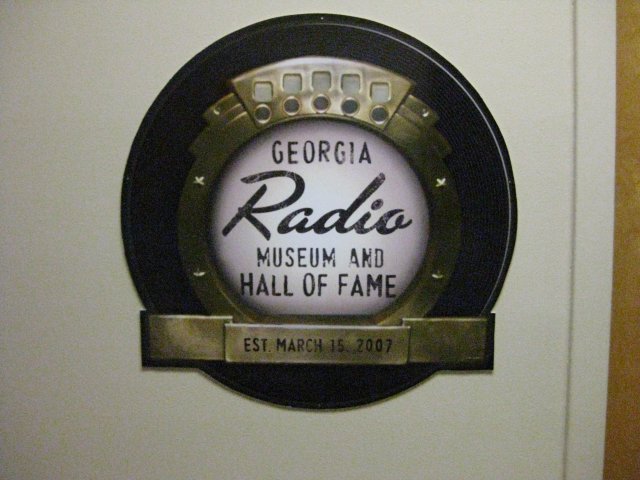 GEORGIA
Radio
MUSEUM AND
HALL OF FAME
EST. MARCH 15, 2007